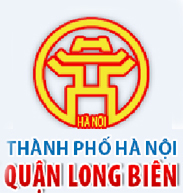 HÀ NỘI
THÀNH PHỐ HÀ NỘI
QUẬN LONG BIÊN